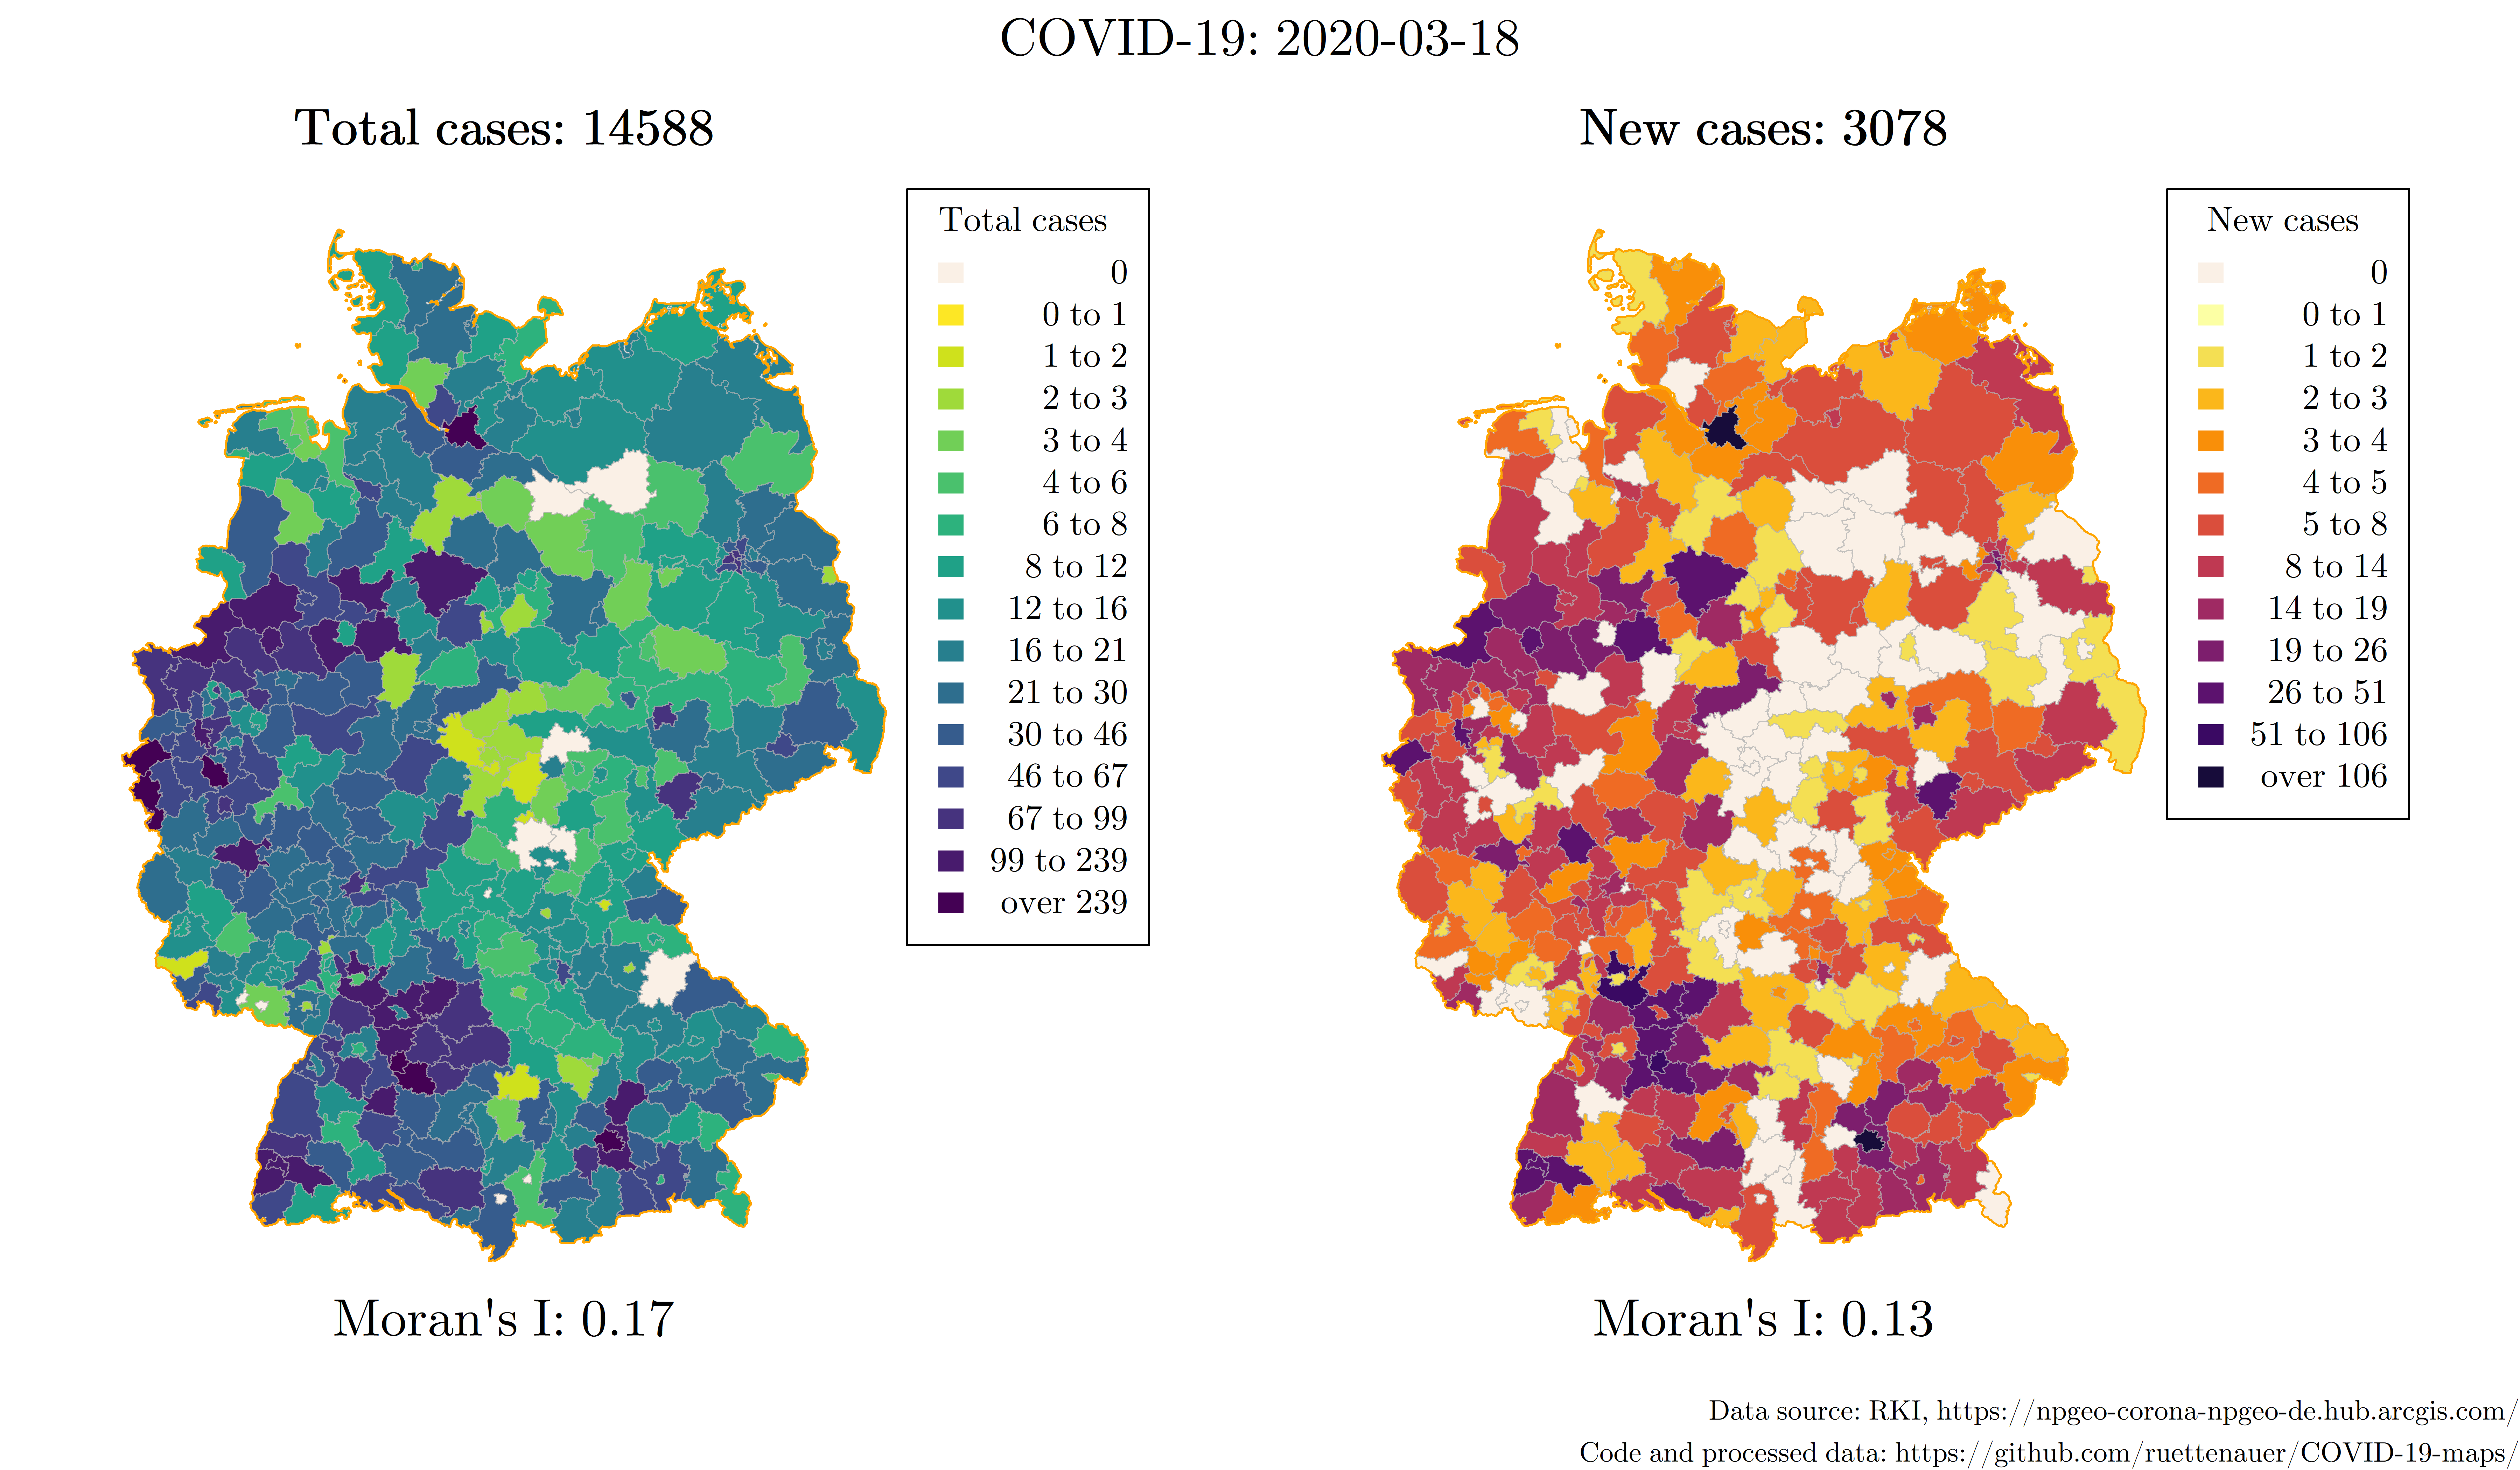 COVID-19: 2020-03-18
Total cases: 14588
Total cases
0
0 to 1
1 to 2
2 to 3
3 to 4
4 to 6
6 to 8
8 to 12
12 to 16
16 to 21
21 to 30
30 to 46
46 to 67
67 to 99
99 to 239
over 239
Moran's I: 0.17
New cases: 3078
New cases
0
0 to 1
1 to 2
2 to 3
3 to 4
4 to 5
5 to 8
8 to 14
14 to 19
19 to 26
26 to 51
51 to 106
over 106
Moran's I: 0.13
Data source: RKI, https://npgeo-corona-npgeo-de.hub.arcgis.com/
Code and processed data: https://github.com/ruettenauer/COVID-19-maps/